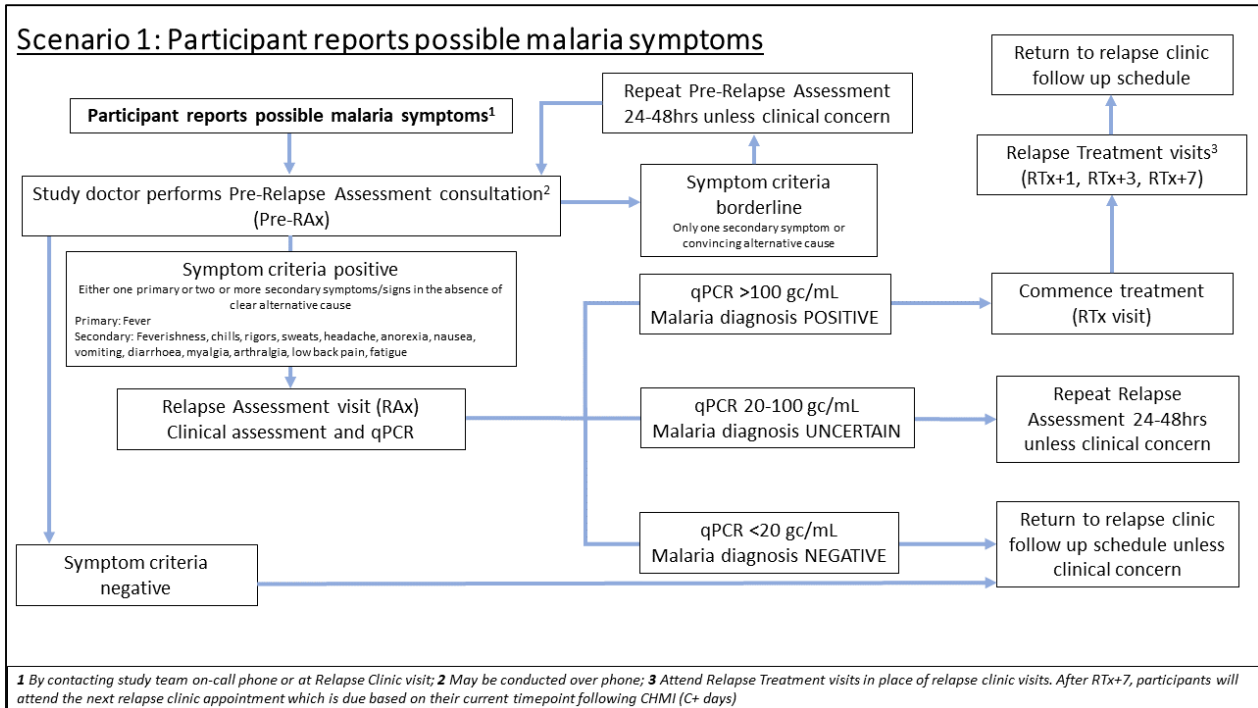 Scenario 1: Participant reports possible malaria symptoms
Participant reports possible malaria symptoms1
Study doctor performs Pre-Relapse Assessment consultation2
(Pre-RAx)
Repeat Pre-Relapse Assessment
24-48hrs unless clinical concern
Symptom criteria
borderline
Only one secondary symptom or
convincing alternative cause
Symptom criteria positive
Either one primary or two or more secondary symptoms/signs in the absence of
clear alternative cause
Primary: Fever
Secondary: Feverishness, chills, rigors, sweats, headache, anorexia, nausea,
vomiting, diarrhoea, myalgia, arthralgia, low back pain, fatigue
Relapse Assessment visit (RAx)
Clinical assessment and qPCR
Symptom criteria
negative
qPCR >100 gc/mL
Malaria diagnosis POSITIVE
qPCR 20-100 gc/mL
Malaria diagnosis UNCERTAIN
qPCR <20 gc/mL
Malaria diagnosis NEGATIVE
Return to relapse clinic
follow up schedule
Relapse Treatment visits3
(RTx+1, RTx+3, RTx+7)
Commence treatment
(RTx visit)
Repeat Relapse
Assessment 24-48hrs
unless clinical concern
Return to relapse clinic
follow up schedule unless
clinical concern
1 By contacting study team on-call phone or at Relapse Clinic visit; 2 May be conducted over phone; 3 Attend Relapse Treatment visits in place of relapse clinic visits. After RTx+7, participants will
attend the next relapse clinic appointment which is due based on their current timepoint following CHMI (C+ days)